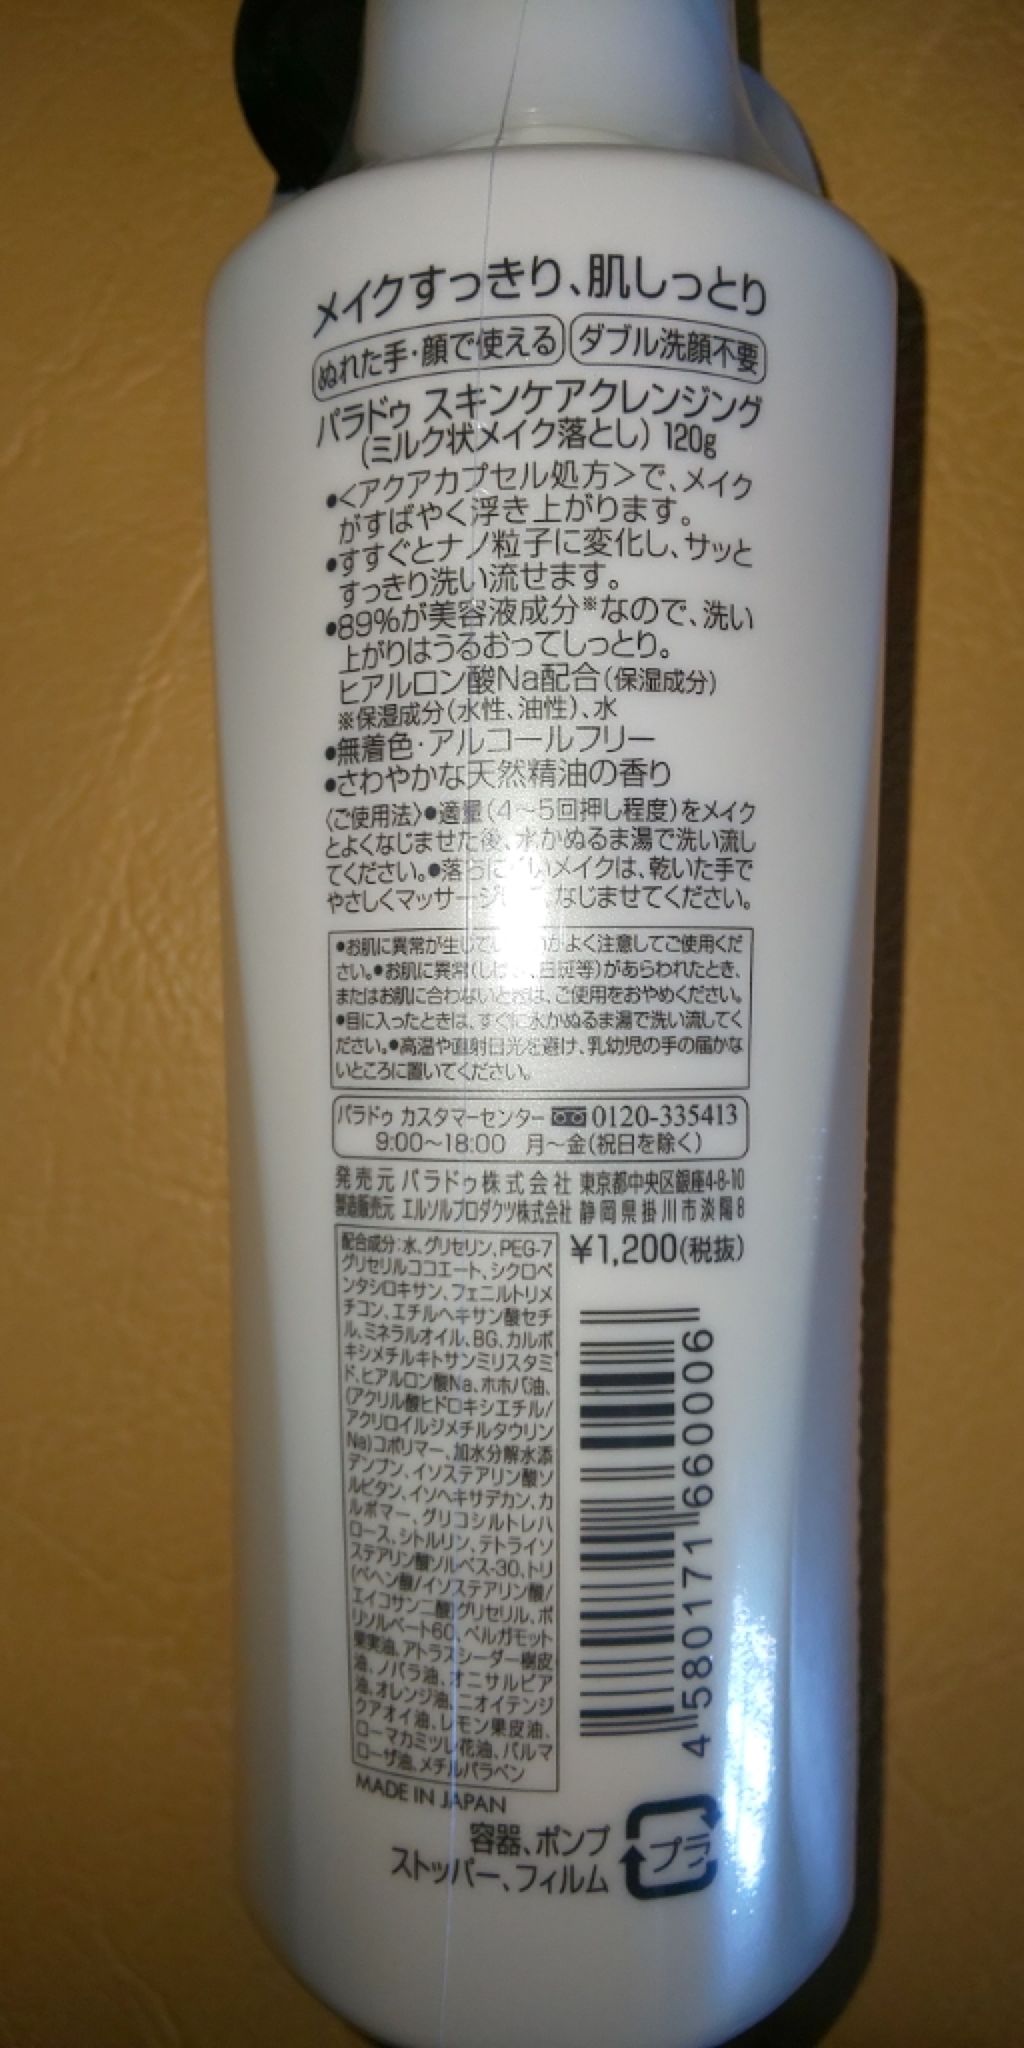 メイクすっきり、肌しっとり
ぬれた手・顔で使える ダブル洗顔不要
パラドゥ スキンケアクレンジング
(ミルク状メイク落とし) 120g
●<アクアカプセル処方>で、メイク
がすばやく浮き上がります。
●すすぐとナノ粒子に変化し、サッと
すっきり洗い流せます。
●89%が美容液成分※なので、洗い
上がりはうるおってしっとり。
ヒアルロン酸Na配合(保湿成分)
※保湿成分(水性、油性)、水
●無着色・アルコールフリー
●さわやかな天然精油の香り
〈ご使用法〉●適量(4～5回押し程度)をメイク
とよくなじませた後、水かぬるま湯で洗い流し
てください。●落ちにくいメイクは、乾いた手で
やさしくマッサージ なじませてください。
●お肌に異常が生じて よく注意してご使用くだ
さい。●お肌に異常( 、白斑等)があらわれたとき、
またはお肌に合わないときは、ご使用をおやめください。
●目に入ったときは、すぐに水かぬるま湯で洗い流してく
ださい。●高温や直射日光を避け、乳幼児の手の届かな
いところに置いてください。
パラドゥ カスタマーセンター 0120-335413
9:00～18:00 月～金(祝日を除く)
発売元 パラドゥ株式会社 東京都中央区銀座4-8-10
製造販売元 エルソルプロダクツ株式会社 静岡県掛川市淡陽8
¥1,200(税抜)
配合成分:水、グリセリン、PEG-7
グリセリルココエート、シクロペ
ンタシロキサン、フェニルトリメ
チコン、エチルヘキサン酸セチ
ル、ミネラルオイル、BG、カルボ
キシメチルキトサンミリスタミ
ド、ヒアルロン酸Na、ホホバ油、
(アクリル酸ヒドロキシエチル/
アクリロイルジメチルタウリン
Na)コポリマー、加水分解水添
デンプン、イソステアリン酸ソ
ルビタン、イソヘキサデカン、カ
ルボマー、グリコシルトレハ
ロース、シトルリン、テトライソ
ステアリン酸ソルベス-30、トリ
(ベヘン酸/イソステアリン酸/
エイコサン二酸)グリセリル、ポ
リソルベート60、ベルガモット
果実油、アトラスシーダー樹皮
油、ノバラ油、オニサルビア
油、オレンジ油、ニオイテンジ
クアオイ油、レモン果皮油、
ローマカミツレ花油、パルマ
ローザ油、メチルパラベン
4580171660006
MADE IN JAPAN
容器、ポンプ
ストッパー、フィルム
プラ